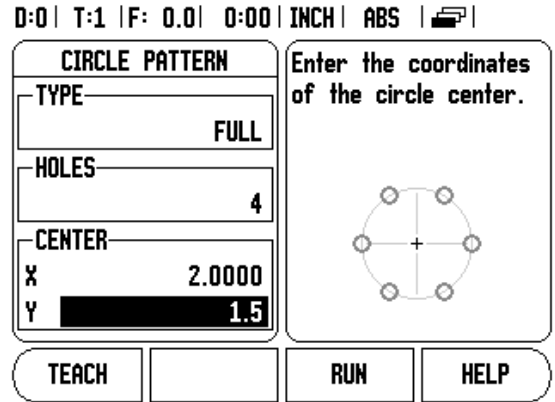 D:0 | T:1 | F: 0.0 | 0:00 | INCH | ABS |
CIRCLE PATTERN
TYPE
FULL
HOLES
4
CENTER
X 2.0000
Y 1.5
Enter the coordinates
of the circle center.
TEACH RUN HELP